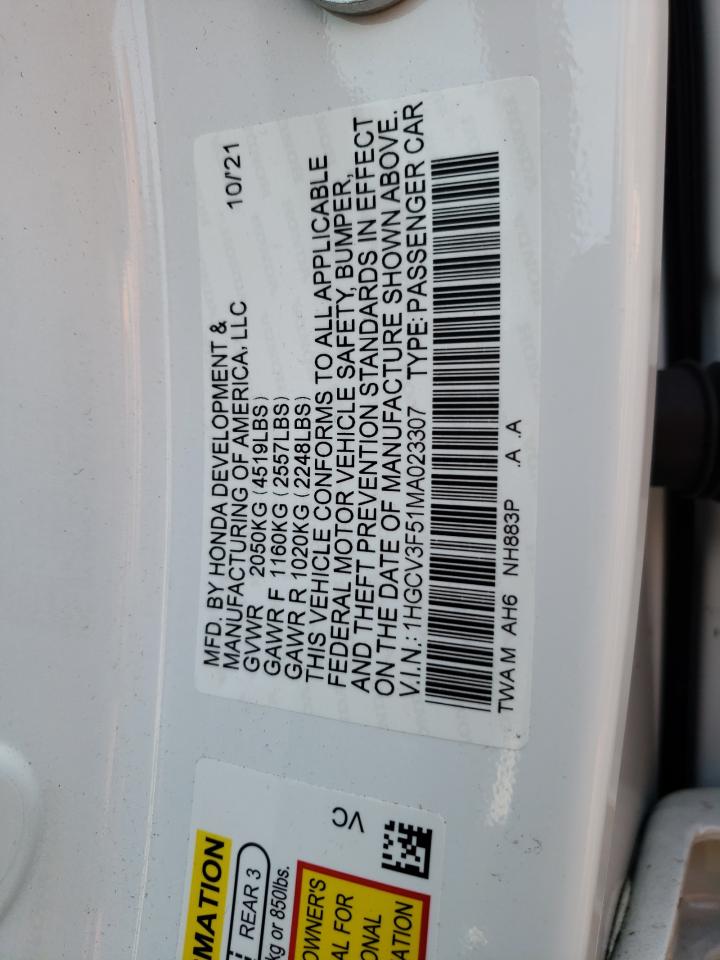 MFD. BY HONDA DEVELOPMENT &
MANUFACTURING OF AMERICA, LLC 10/'21
GVWR 2050KG (4519LBS)
GAWR F 1160KG (2557LBS)
GAWR R 1020KG (2248LBS)
THIS VEHICLE CONFORMS TO ALL APPLICABLE
FEDERAL MOTOR VEHICLE SAFETY, BUMPER,
AND THEFT PREVENTION STANDARDS IN EFFECT
ON THE DATE OF MANUFACTURE SHOWN ABOVE.
V.I.N.: 1HGCV3F51MA023307 TYPE: PASSENGER CAR
TWA M AH6 NH883P .A .A
MATION
REAR 3
kg or 850lbs.
OWNER'S
AL FOR
ONAL
ATION
VC